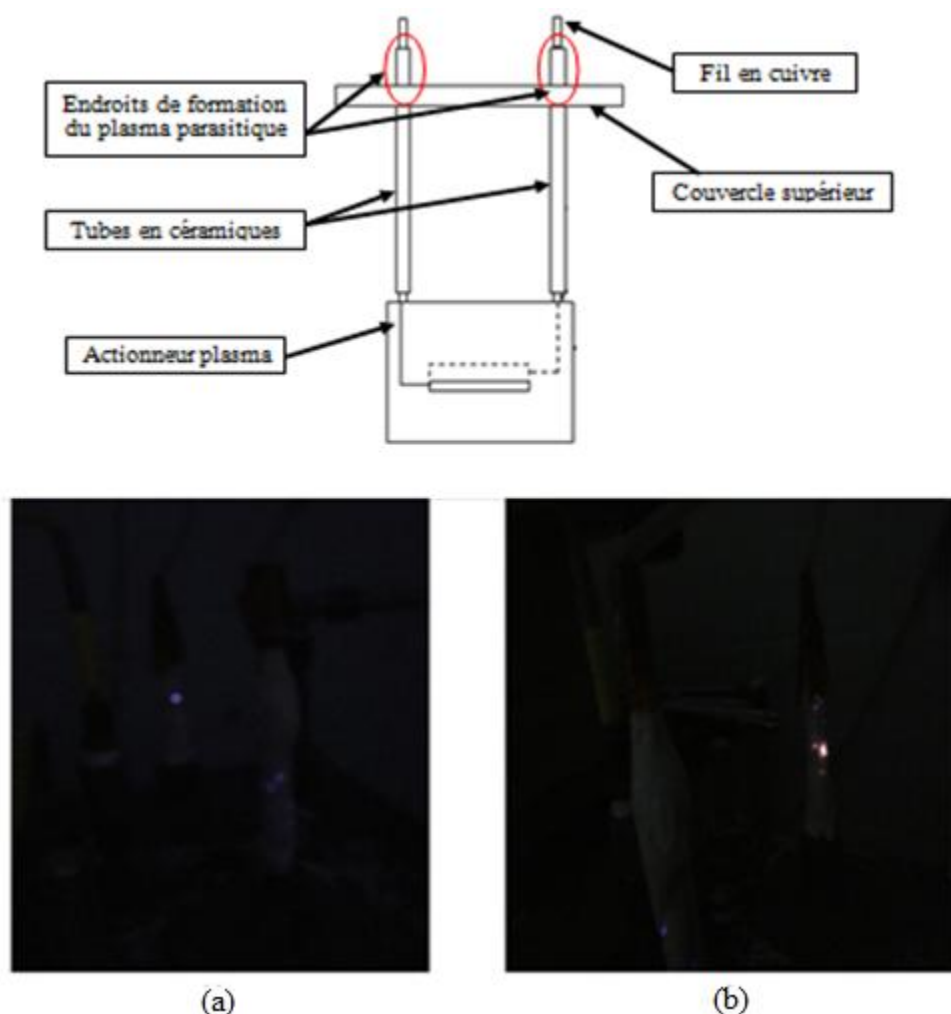 Endroits de formation
du plasma parasitique
Fil en cuivre
Couvercle supérieur
Tubes en céramiques
Actionneur plasma
(a)
(b)